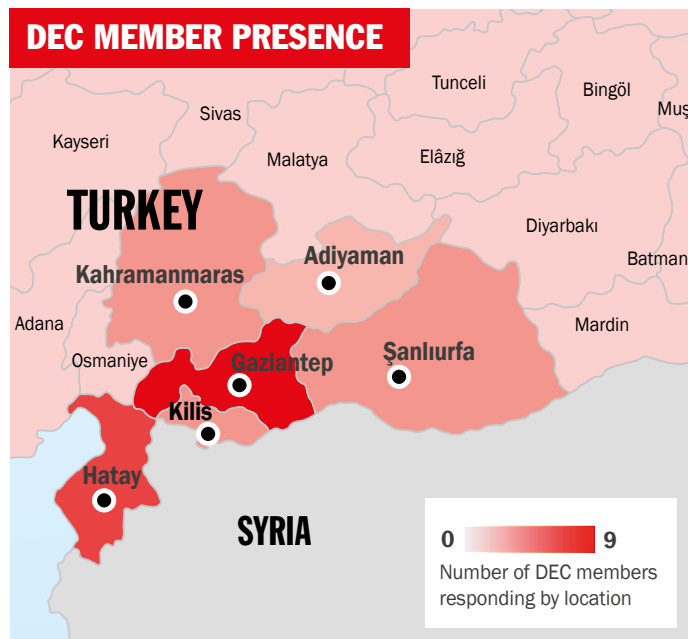 DEC MEMBER PRESENCE
Tunceli
Bingöl
Muş
Sivas
Kayseri
Malatya
Elâzığ
TURKEY
Diyarbakı
Adiyaman
Batman
Kahramanmaras
Adana
Mardin
Osmaniye
Gaziantep
Şanlıurfa
Kilis
Hatay
SYRIA
0 9
Number of DEC members
responding by location